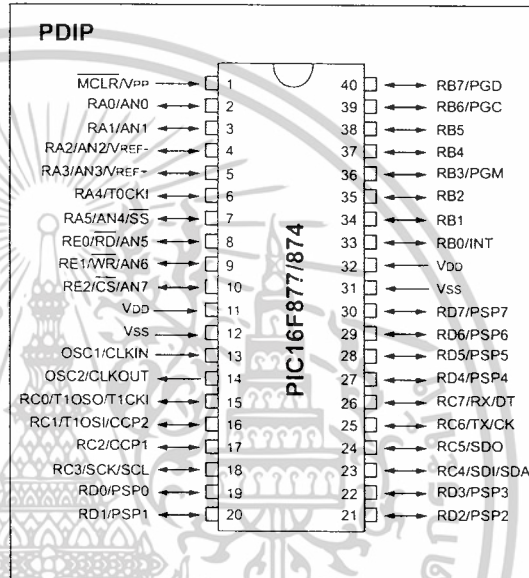 PDIP
M̅C̅L̅R̅/VPP 1
RA0/AN0 2
RA1/AN1 3
RA2/AN2/VREF- 4
RA3/AN3/VREF+ 5
RA4/T0CKI 6
RA5/AN4/S̅S̅ 7
RE0/R̅D̅/AN5 8
RE1/W̅R̅/AN6 9
RE2/C̅S̅/AN7 10
VDD 11
VSS 12
OSC1/CLKIN 13
OSC2/CLKOUT 14
RC0/T1OSO/T1CKI 15
RC1/T1OSI/CCP2 16
RC2/CCP1 17
RC3/SCK/SCL 18
RD0/PSP0 19
RD1/PSP1 20
PIC16F877/874
40 RB7/PGD
39 RB6/PGC
38 RB5
37 RB4
36 RB3/PGM
35 RB2
34 RB1
33 RB0/INT
32 VDD
31 VSS
30 RD7/PSP7
29 RD6/PSP6
28 RD5/PSP5
27 RD4/PSP4
26 RC7/RX/DT
25 RC6/TX/CK
24 RC5/SDO
23 RC4/SDI/SDA
22 RD3/PSP3
21 RD2/PSP2